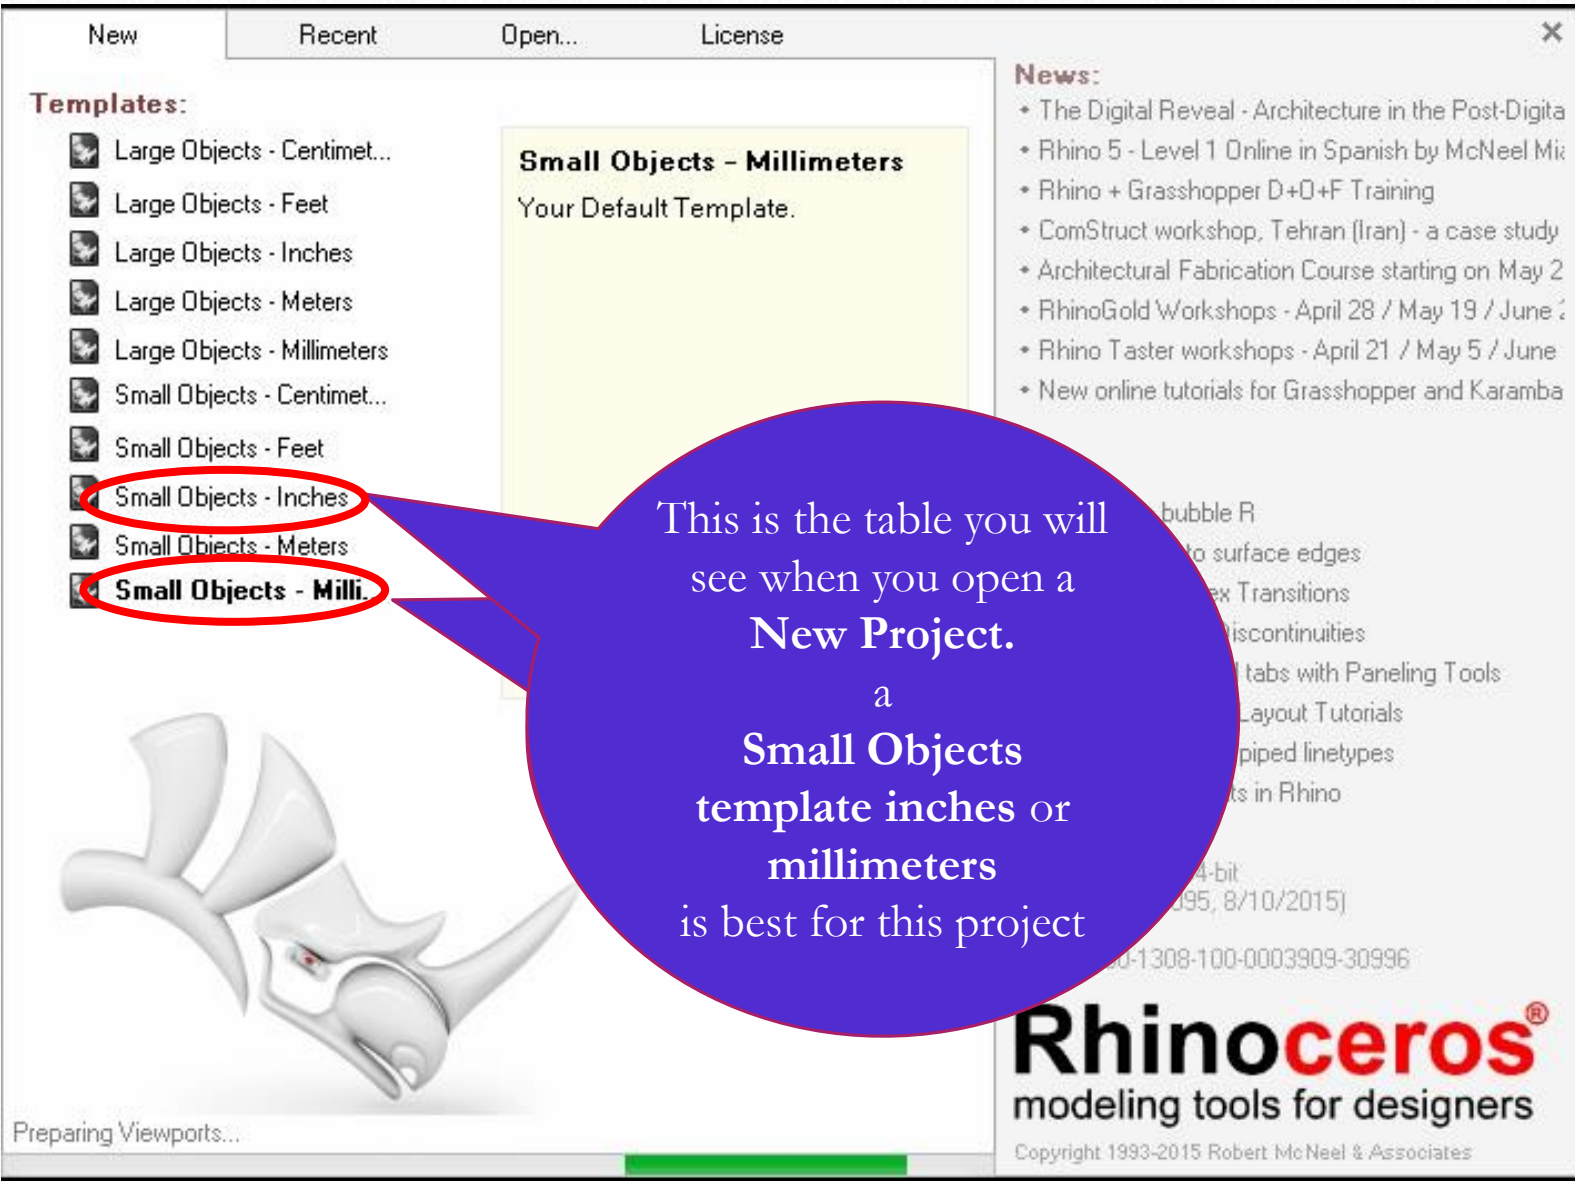 New
Recent
Open...
License
Templates:
Large Objects - Centimet...
Large Objects - Feet
Large Objects - Inches
Large Objects - Meters
Large Objects - Millimeters
Small Objects - Centimet...
Small Objects - Feet
Small Objects - Inches
Small Objects - Meters
Small Objects - Milli...
Small Objects - Millimeters
Your Default Template.
This is the table you will
see when you open a
New Project.
a
Small Objects
template inches or
millimeters
is best for this project
News:
• The Digital Reveal - Architecture in the Post-Digita
• Rhino 5 - Level 1 Online in Spanish by McNeel Mia
• Rhino + Grasshopper D+O+F Training
• ComStruct workshop, Tehran (Iran) - a case study
• Architectural Fabrication Course starting on May 2
• RhinoGold Workshops - April 28 / May 19 / June
• Rhino Taster workshops - April 21 / May 5 / June
• New online tutorials for Grasshopper and Karamba
bubble R
to surface edges
Transitions
Discontinuities
tabs with Paneling Tools
Layout Tutorials
piped linetypes
in Rhino
4-bit
095, 8/10/2015)
0-1308-100-0003909-30996
Rhinoceros®
modeling tools for designers
Copyright 1993-2015 Robert McNeel & Associates
Preparing Viewports...